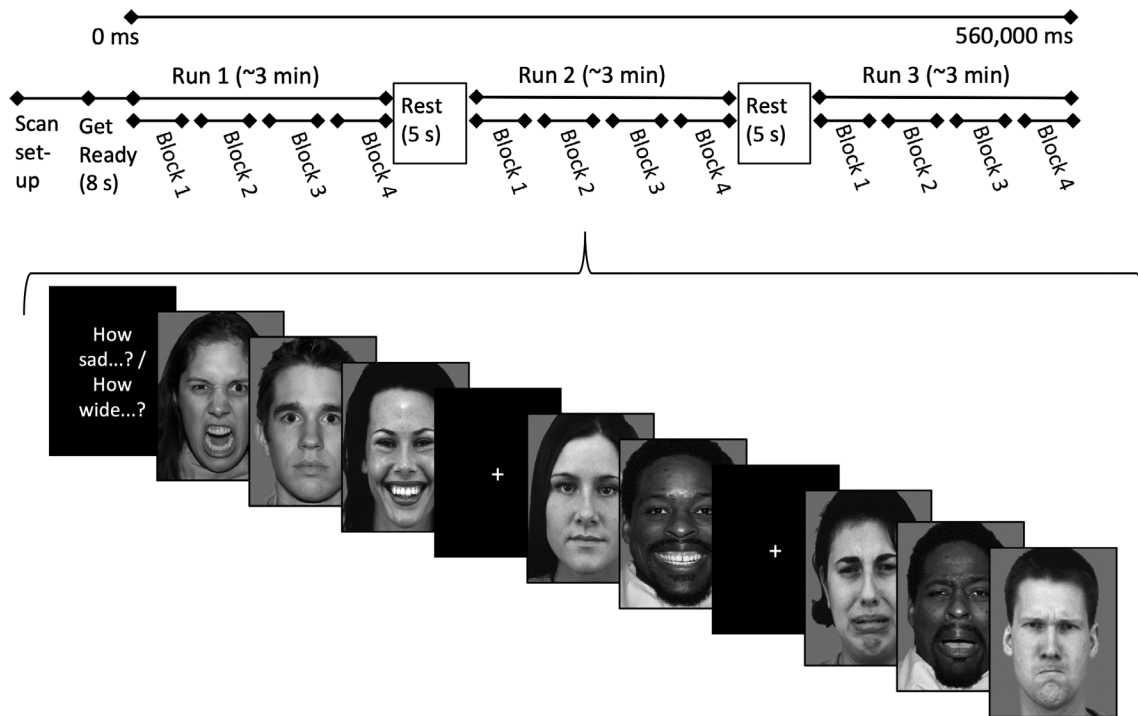 0 ms
560,000 ms
Run 1 (~3 min)
Run 2 (~3 min)
Run 3 (~3 min)
Scan
set-
up
Get
Ready
(8 s)
Block 1
Block 2
Block 3
Block 4
Rest
(5 s)
Block 1
Block 2
Block 3
Block 4
Rest
(5 s)
Block 1
Block 2
Block 3
Block 4
How
sad...? /
How
wide...?
+
+